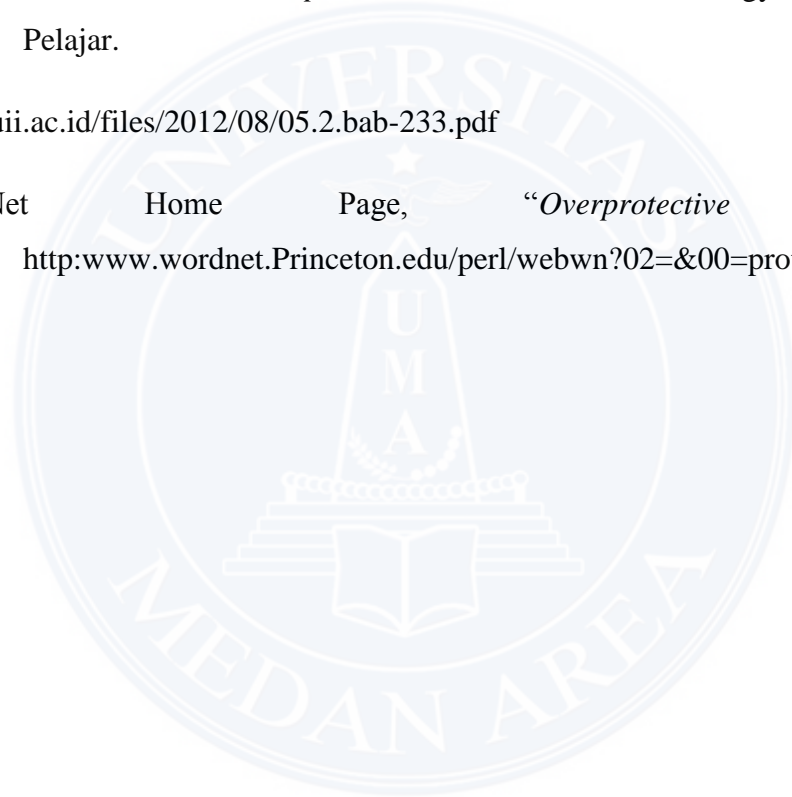 gy
Pelajar.
uii.ac.id/files/2012/08/05.2.bab-233.pdf
Net Home Page, “Overprotective
http:www.wordnet.Princeton.edu/perl/webwn?02=&00=pro
UNIVERSITAS
U
M
A
MEDAN AREA